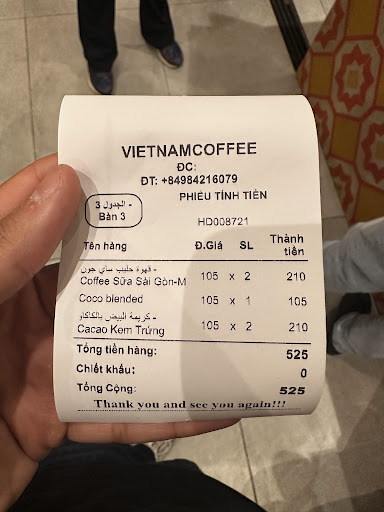 VIETNAMCOFFEE
ĐC:
ĐT: +84984216079
PHIẾU TÍNH TIỀN
الجدول 3 -
Bàn 3
HD008721
Tên hàng Đ.Giá SL Thành tiền
قهوة حليب ساي جون -
Coffee Sữa Sài Gòn-M 105 x 2 210
Coco blended 105 x 1 105
كريمة البيض بالكاكاو -
Cacao Kem Trứng 105 x 2 210
Tổng tiền hàng: 525
Chiết khấu: 0
Tổng Cộng: 525
Thank you and see you again!!!